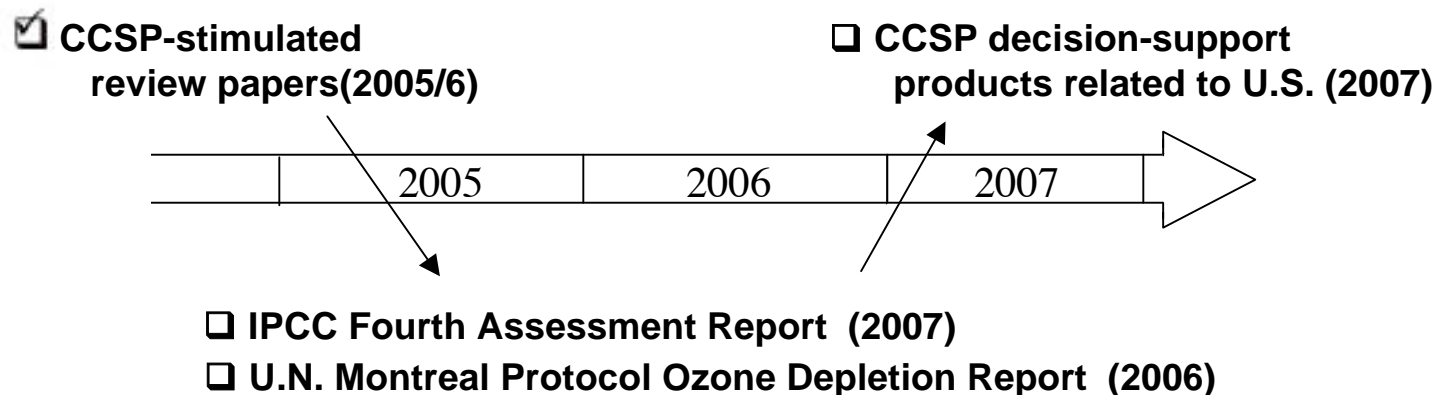 ☑ CCSP-stimulated
review papers(2005/6)
❑ CCSP decision-support
products related to U.S. (2007)
2005 2006 2007
❑ IPCC Fourth Assessment Report (2007)
❑ U.N. Montreal Protocol Ozone Depletion Report (2006)